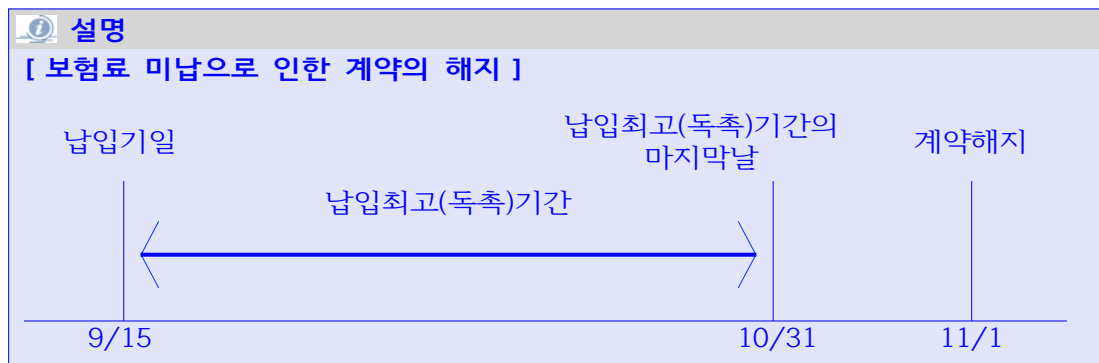 설명
[ 보험료 미납으로 인한 계약의 해지 ]
납입기일
납입최고(독촉)기간의
마지막날
계약해지
납입최고(독촉)기간
9/15
10/31
11/1